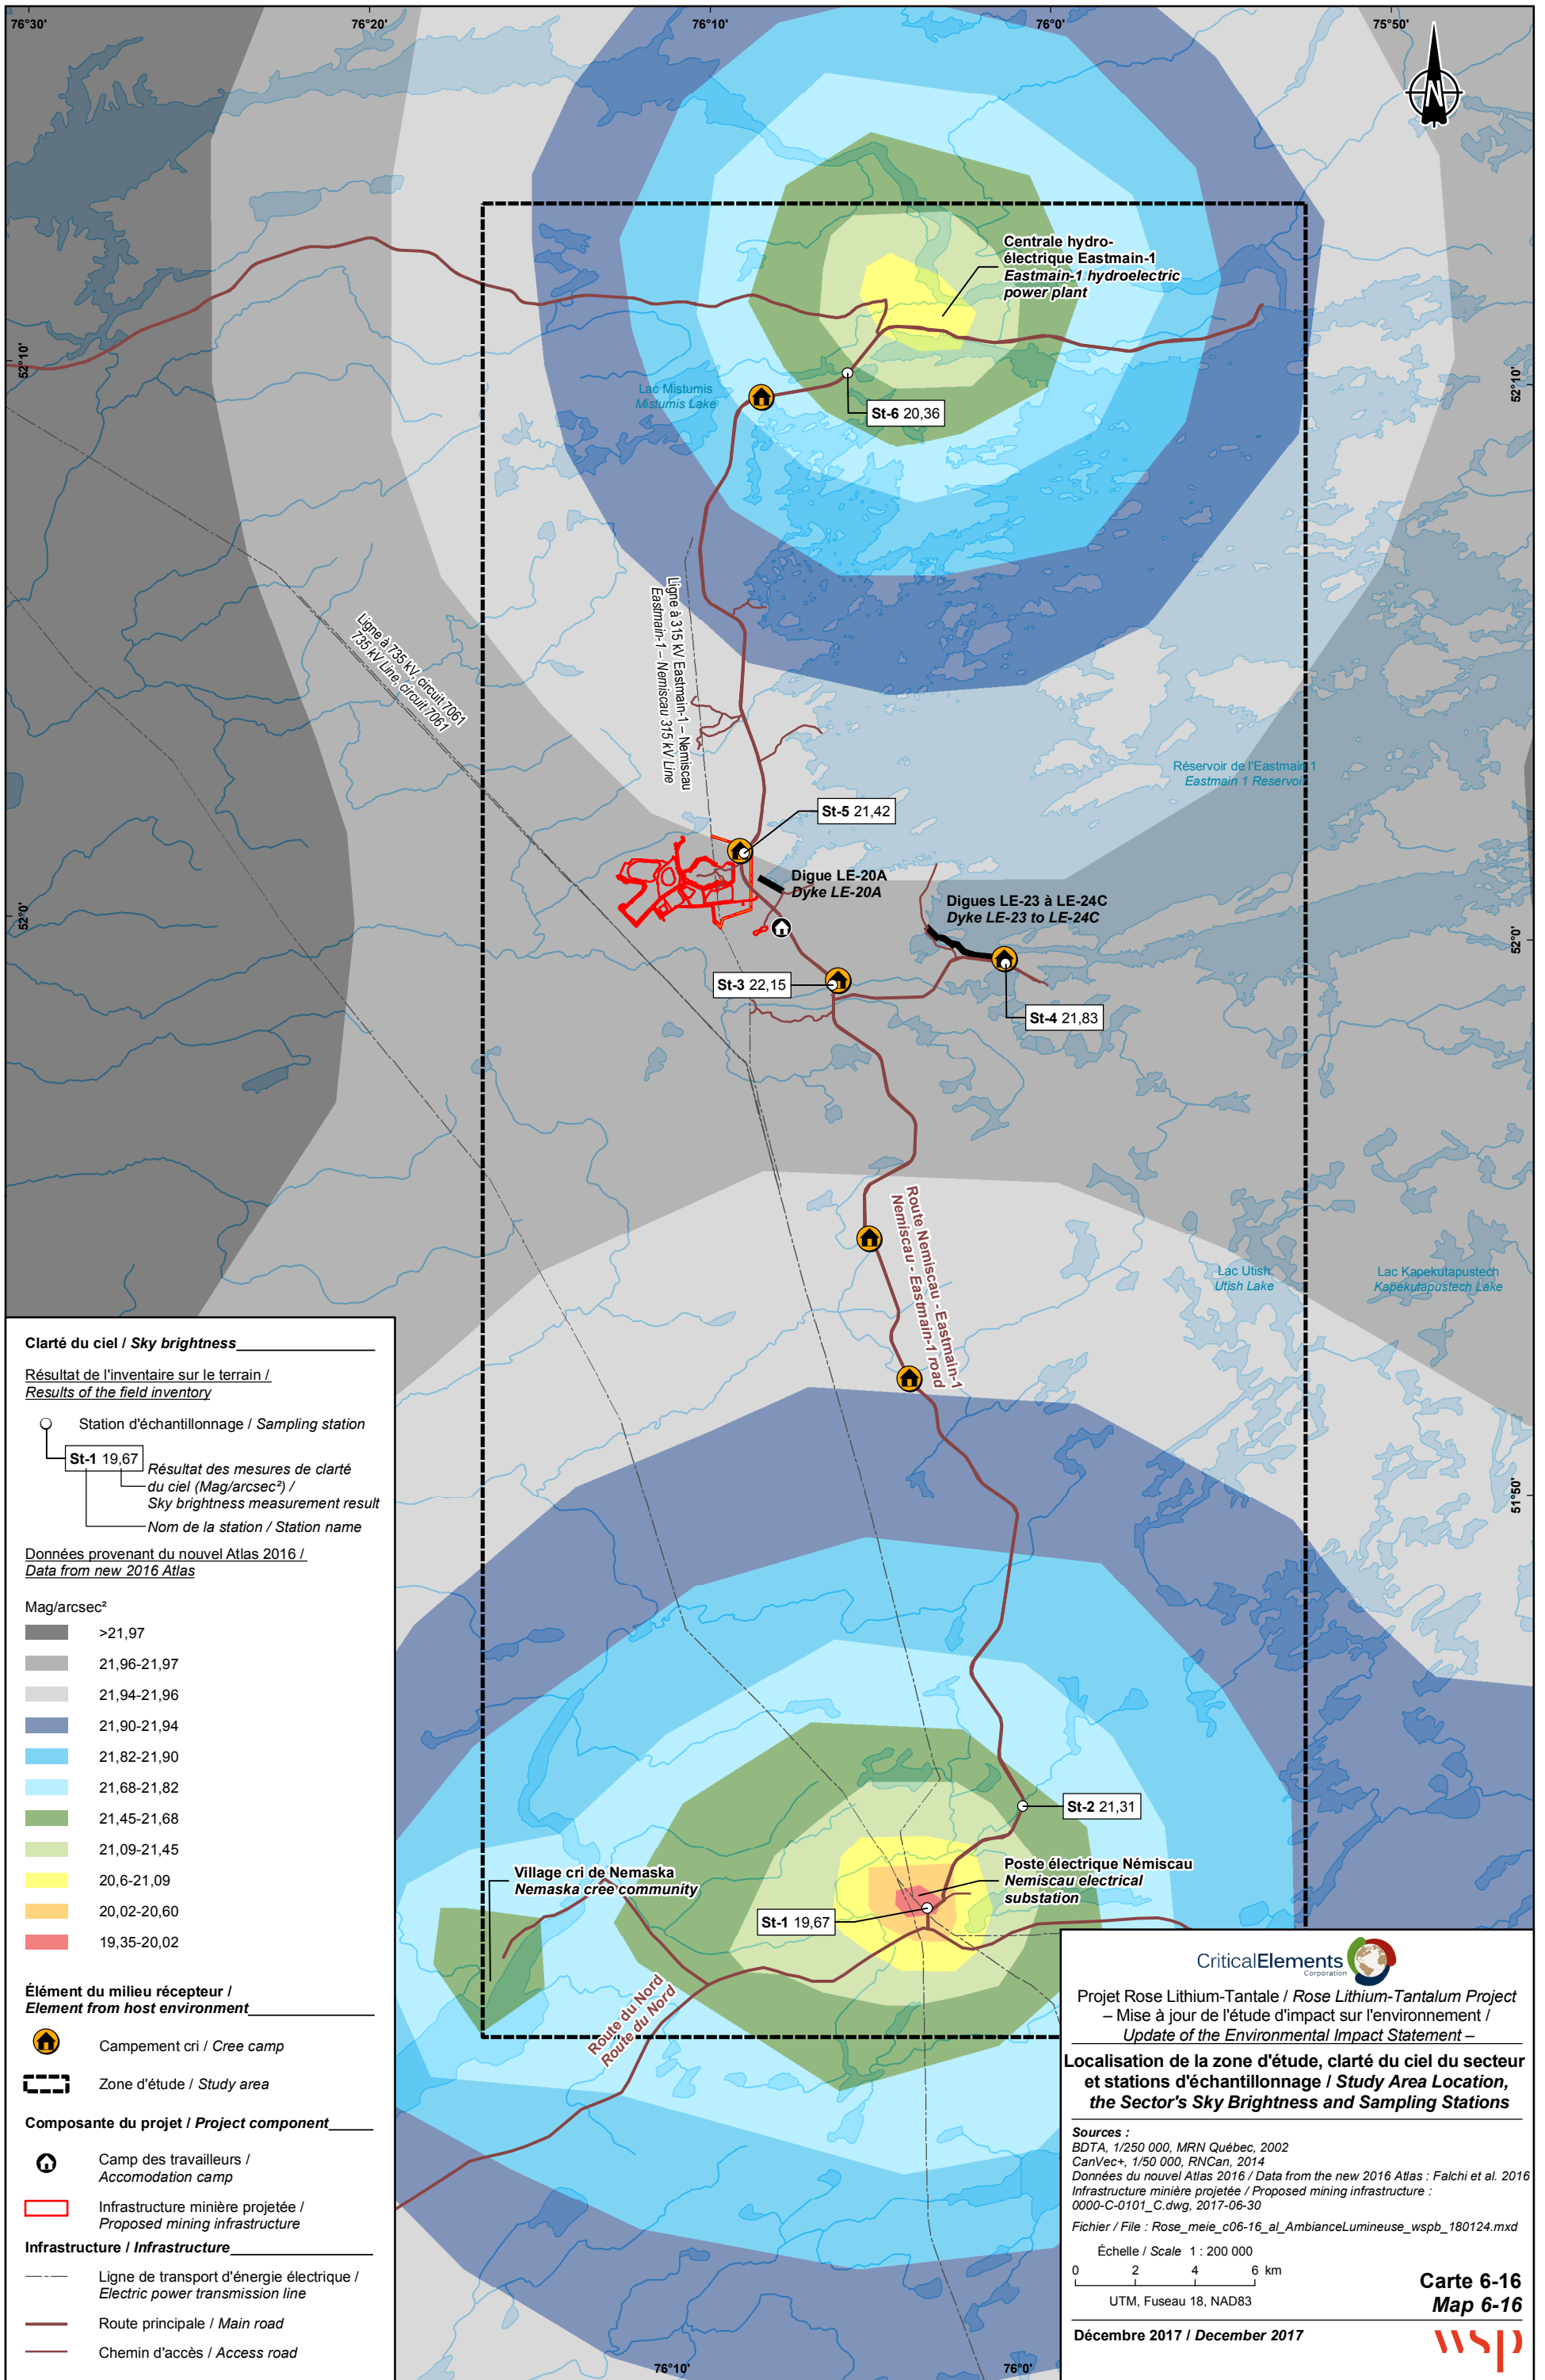 76°30'
76°20'
76°10'
76°0'
75°50'
N
Centrale hydro-
électrique Eastmain-1
Eastmain-1 hydroelectric
power plant
52°10'
52°10'
Lac Mistumis
Mistumis Lake
St-6 20,36
Ligne à 315 kV Eastmain-1 – Nemiscau
Eastmain-1 – Nemiscau 315 kV Line
Ligne à 735 kV, circuit 7061
735 kV Line, circuit 7061
Réservoir de l'Eastmain 1
Eastmain 1 Reservoir
St-5 21,42
Digue LE-20A
Dyke LE-20A
Digues LE-23 à LE-24C
Dyke LE-23 to LE-24C
52°0'
52°0'
St-3 22,15
St-4 21,83
Route Nemiscau - Eastmain-1
Nemiscau - Eastmain-1 road
Lac Utish
Utish Lake
Lac Kapekutapustech
Kapekutapustech Lake
51°50'
St-2 21,31
Village cri de Nemaska
Nemaska cree community
Poste électrique Némiscau
Nemiscau electrical
substation
St-1 19,67
Route du Nord
Route du Nord
76°10'
76°0'
Clarté du ciel / Sky brightness
Résultat de l'inventaire sur le terrain /
Results of the field inventory
Station d'échantillonnage / Sampling station
St-1 19,67
Résultat des mesures de clarté
du ciel (Mag/arcsec²) /
Sky brightness measurement result
Nom de la station / Station name
Données provenant du nouvel Atlas 2016 /
Data from new 2016 Atlas
Mag/arcsec²
>21,97
21,96-21,97
21,94-21,96
21,90-21,94
21,82-21,90
21,68-21,82
21,45-21,68
21,09-21,45
20,6-21,09
20,02-20,60
19,35-20,02
Élément du milieu récepteur /
Element from host environment
Campement cri / Cree camp
Zone d'étude / Study area
Composante du projet / Project component
Camp des travailleurs /
Accomodation camp
Infrastructure minière projetée /
Proposed mining infrastructure
Infrastructure / Infrastructure
Ligne de transport d'énergie électrique /
Electric power transmission line
Route principale / Main road
Chemin d'accès / Access road
CriticalElements
Corporation
Projet Rose Lithium-Tantale / Rose Lithium-Tantalum Project
– Mise à jour de l'étude d'impact sur l'environnement /
Update of the Environmental Impact Statement –
Localisation de la zone d'étude, clarté du ciel du secteur
et stations d'échantillonnage / Study Area Location,
the Sector's Sky Brightness and Sampling Stations
Sources :
BDTA, 1/250 000, MRN Québec, 2002
CanVec+, 1/50 000, RNCan, 2014
Données du nouvel Atlas 2016 / Data from the new 2016 Atlas : Falchi et al. 2016
Infrastructure minière projetée / Proposed mining infrastructure :
0000-C-0101_C.dwg, 2017-06-30
Fichier / File : Rose_meie_c06-16_al_AmbianceLumineuse_wspb_180124.mxd
Échelle / Scale 1 : 200 000
0 2 4 6 km
UTM, Fuseau 18, NAD83
Carte 6-16
Map 6-16
Décembre 2017 / December 2017
wsp